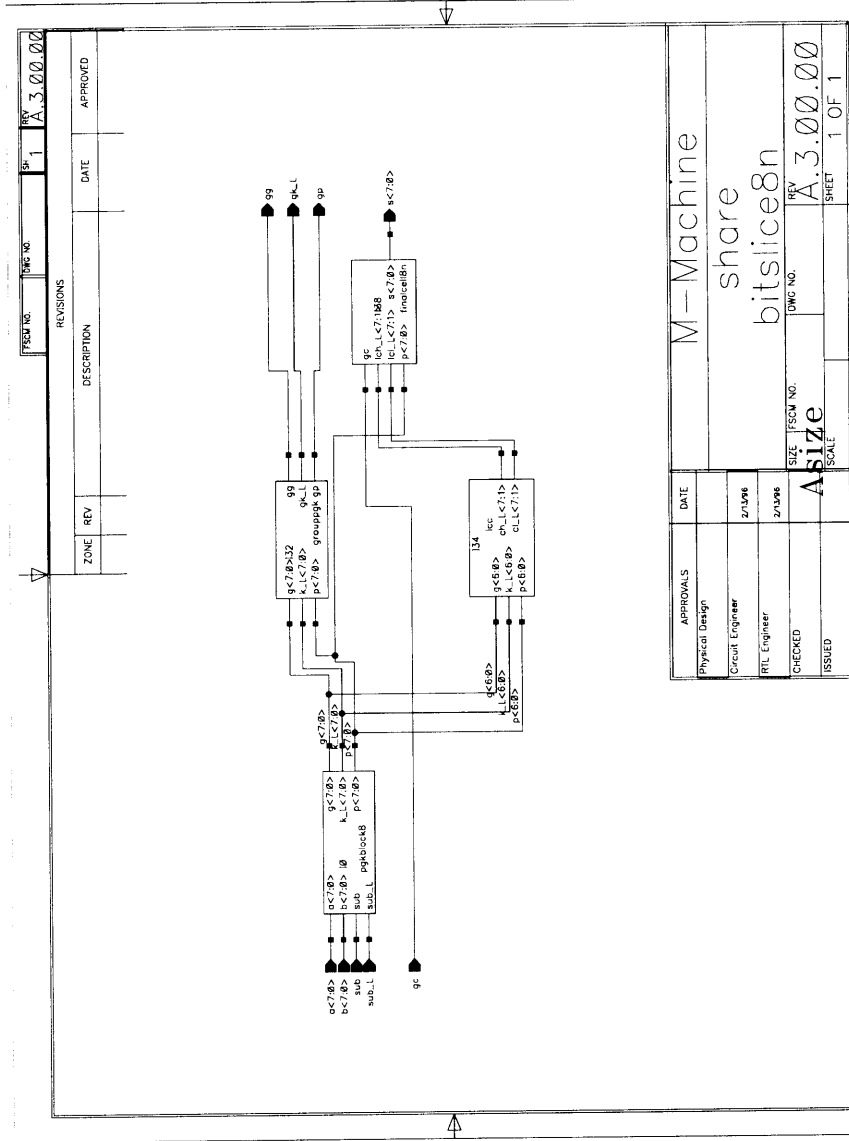 FSCM NO. DWG NO. SH 1 REV A.3.00.00
REVISIONS
ZONE REV DESCRIPTION DATE APPROVED
a<7:0>
b<7:0>
sub
sub_L
gc
a<7:0> g<7:0>
b<7:0> I0 k_L<7:0>
sub p<7:0>
sub_L pgkblock8
g<7:0>
k_L<7:0>
p<7:0>
g<7:0> I32 gg
k_L<7:0> gk_L
p<7:0> grouppgk gp
gg
gk_L
gp
g<6:0>
k_L<6:0>
p<6:0>
I34 lcc
g<6:0> ch_L<7:1>
k_L<6:0> cl_L<7:1>
p<6:0>
gc
lch_L<7:1>
lcl_L<7:1> s<7:0>
p<7:0> finalcell8n
s<7:0>
APPROVALS DATE
Physical Design
Circuit Engineer 2/13/96
RTL Engineer 2/13/96
CHECKED
ISSUED
M-Machine
share
bitslice8n
SIZE FSCM NO. DWG NO. REV A.3.00.00
Asize
SCALE SHEET 1 OF 1